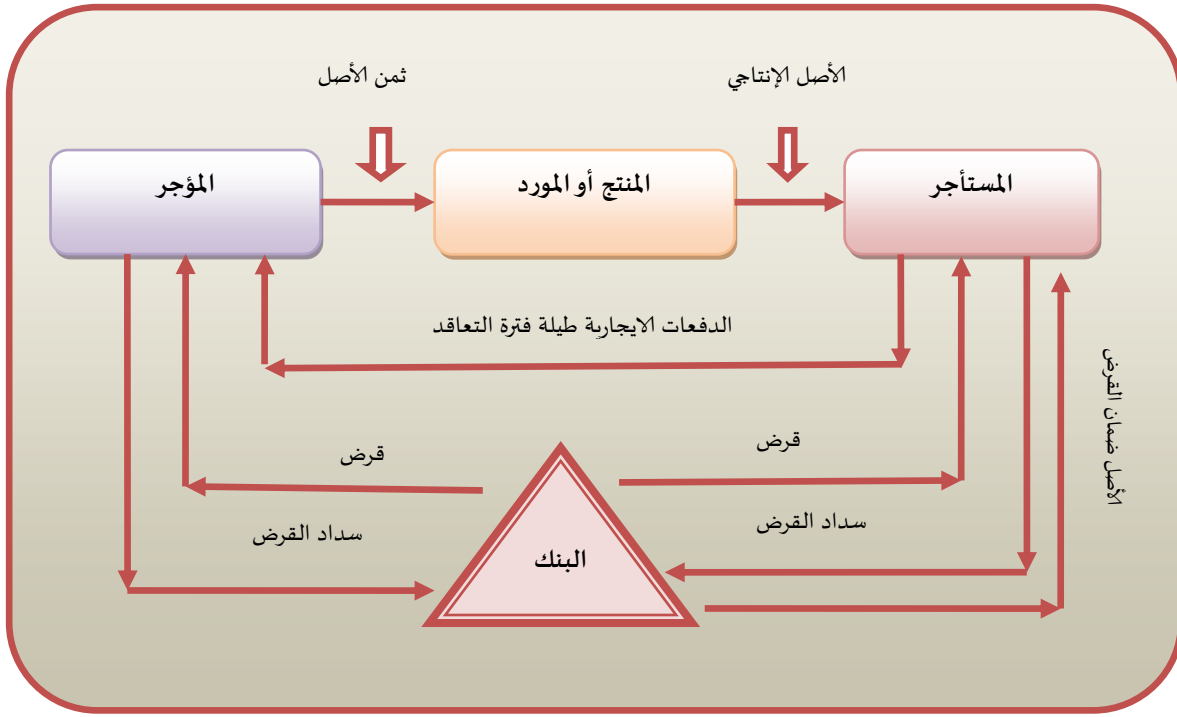 الأصل الإنتاجي
ثمن الأصل
المستأجر
المنتج أو المورد
المؤجر
الدفعات الايجارية طيلة فترة التعاقد
الأصل ضمان القرض
قرض
قرض
سداد القرض
سداد القرض
البنك